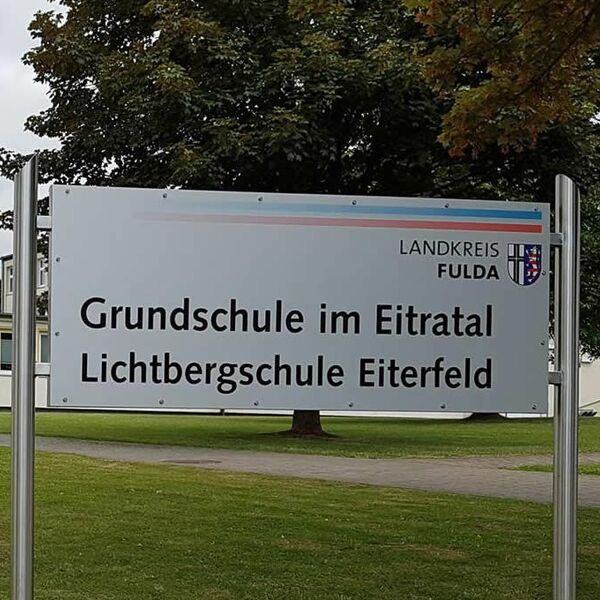 LANDKREIS
FULDA
Grundschule im Eitratal
Lichtbergschule Eiterfeld